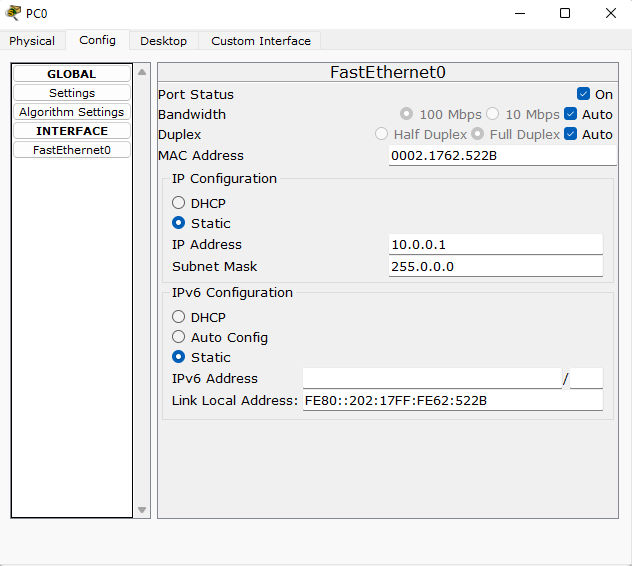 PC0
Physical Config Desktop Custom Interface
GLOBAL
Settings
Algorithm Settings
INTERFACE
FastEthernet0
FastEthernet0
Port Status On
Bandwidth 100 Mbps 10 Mbps Auto
Duplex Half Duplex Full Duplex Auto
MAC Address 0002.1762.522B
IP Configuration
DHCP
Static
IP Address 10.0.0.1
Subnet Mask 255.0.0.0
IPv6 Configuration
DHCP
Auto Config
Static
IPv6 Address /
Link Local Address: FE80::202:17FF:FE62:522B